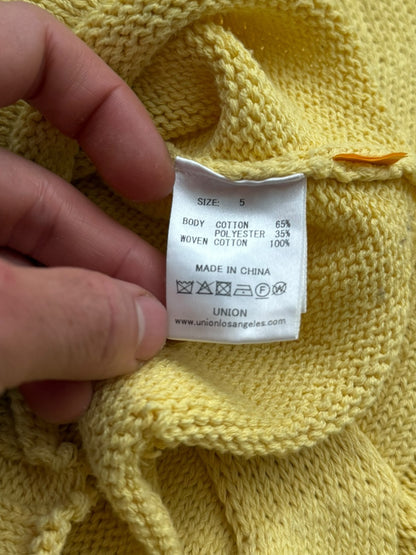 SIZE: 5
BODY COTTON 65%
POLYESTER 35%
WOVEN COTTON 100%
MADE IN CHINA
F W
UNION
www.unionlosangeles.com